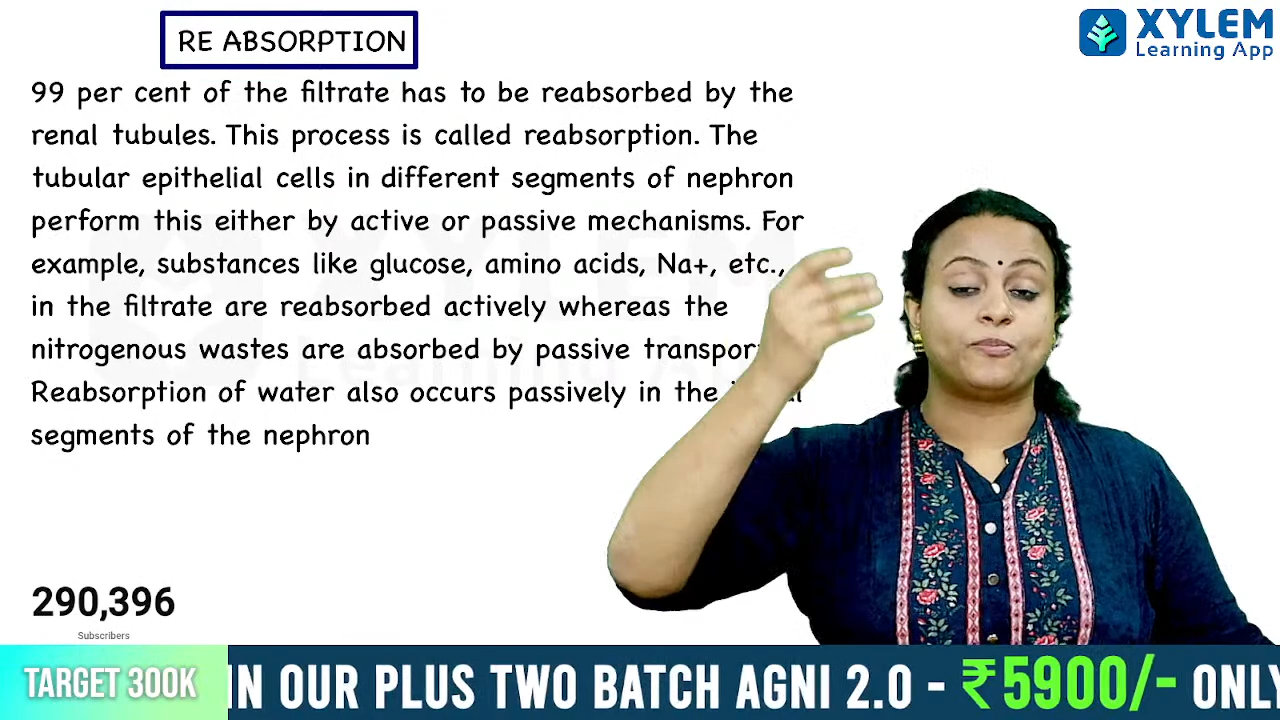 RE ABSORPTION
XYLEM
Learning App
99 per cent of the filtrate has to be reabsorbed by the
renal tubules. This process is called reabsorption. The
tubular epithelial cells in different segments of nephron
perform this either by active or passive mechanisms. For
example, substances like glucose, amino acids, Na+, etc.,
in the filtrate are reabsorbed actively whereas the
nitrogenous wastes are absorbed by passive
Reabsorption of water also occurs passively in the
segments of the nephron
290,396
Subscribers
TARGET 300K
IN OUR PLUS TWO BATCH AGNI 2.0 - ₹5900/- ONLY